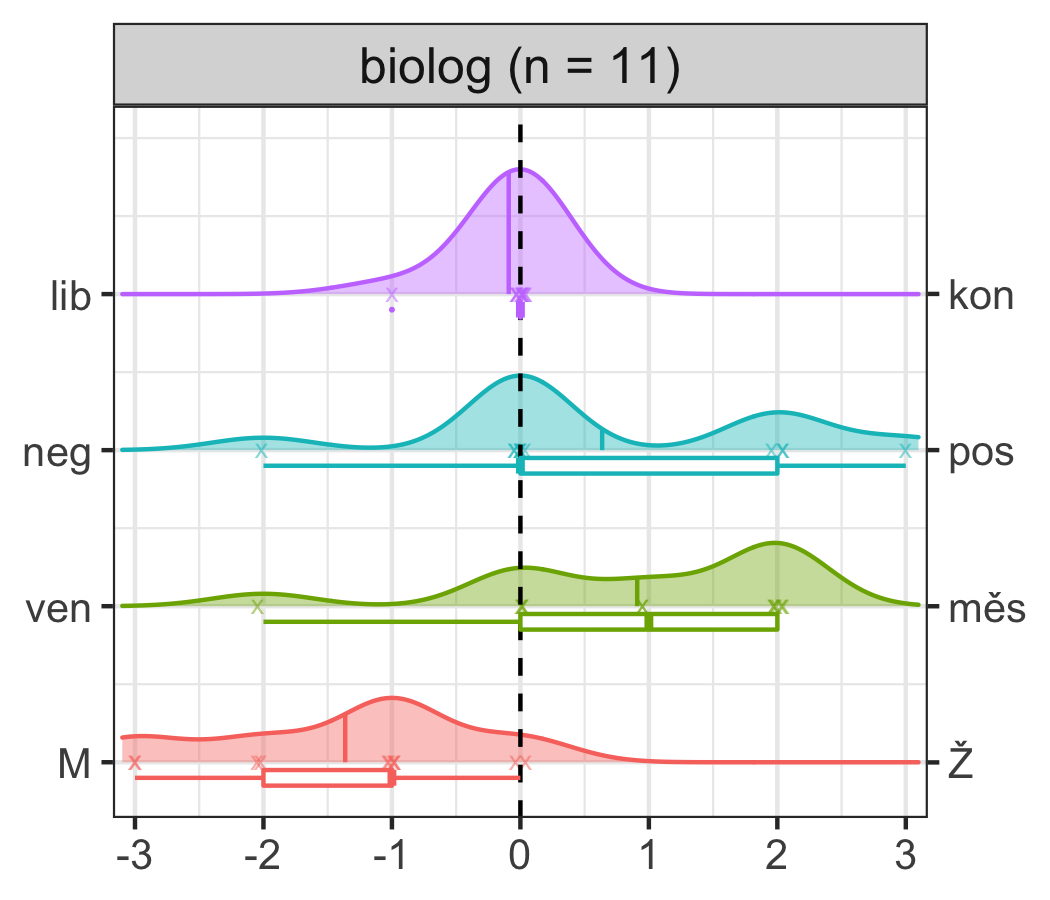 biolog (n = 11)
lib kon
neg pos
ven měs
M Ž
-3 -2 -1 0 1 2 3